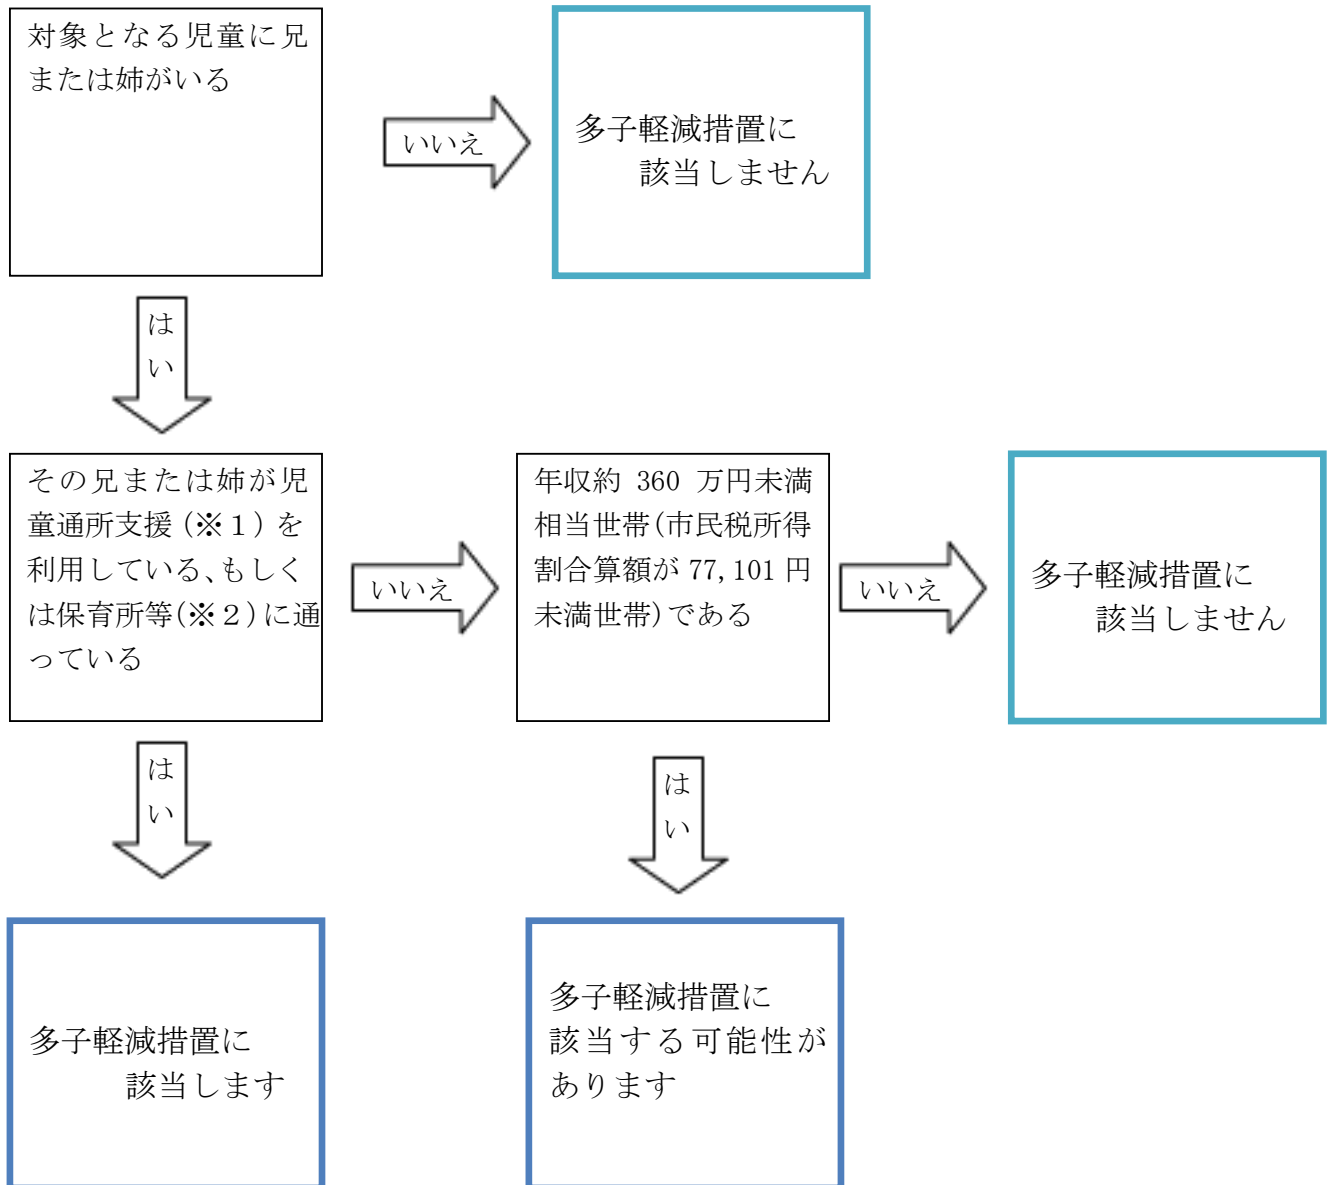 対象となる児童に兄
または姉がいる
いいえ
多子軽減措置に
該当しません
はい
その兄または姉が児
童通所支援(※1)を
利用している、もしく
は保育所等(※2)に通
っている
いいえ
年収約 360 万円未満
相当世帯(市民税所得
割合算額が 77,101 円
未満世帯)である
いいえ
多子軽減措置に
該当しません
はい
はい
多子軽減措置に
該当します
多子軽減措置に
該当する可能性が
あります